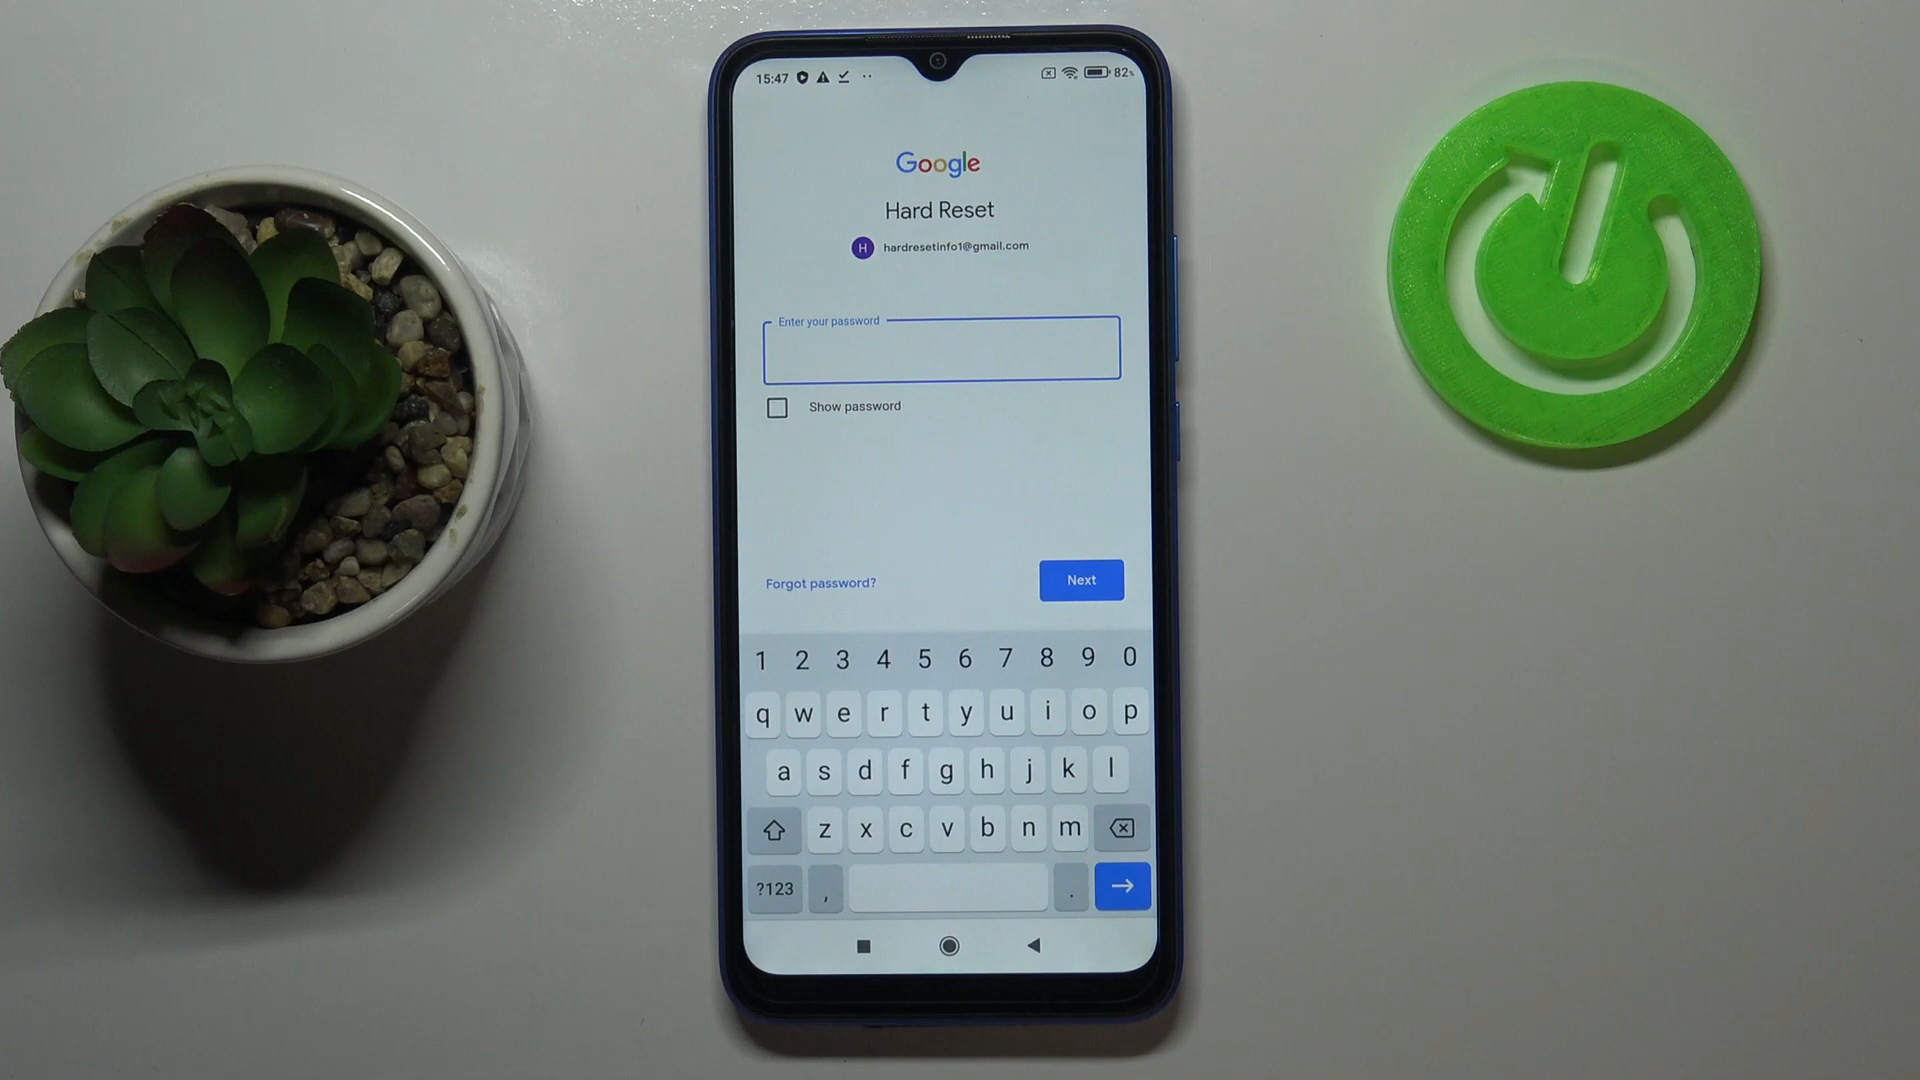 15:47 82%
Google
Hard Reset
H hardresetinfo1@gmail.com
Enter your password
Show password
Forgot password? Next
1 2 3 4 5 6 7 8 9 0
q w e r t y u i o p
a s d f g h j k l
z x c v b n m
?123 , .